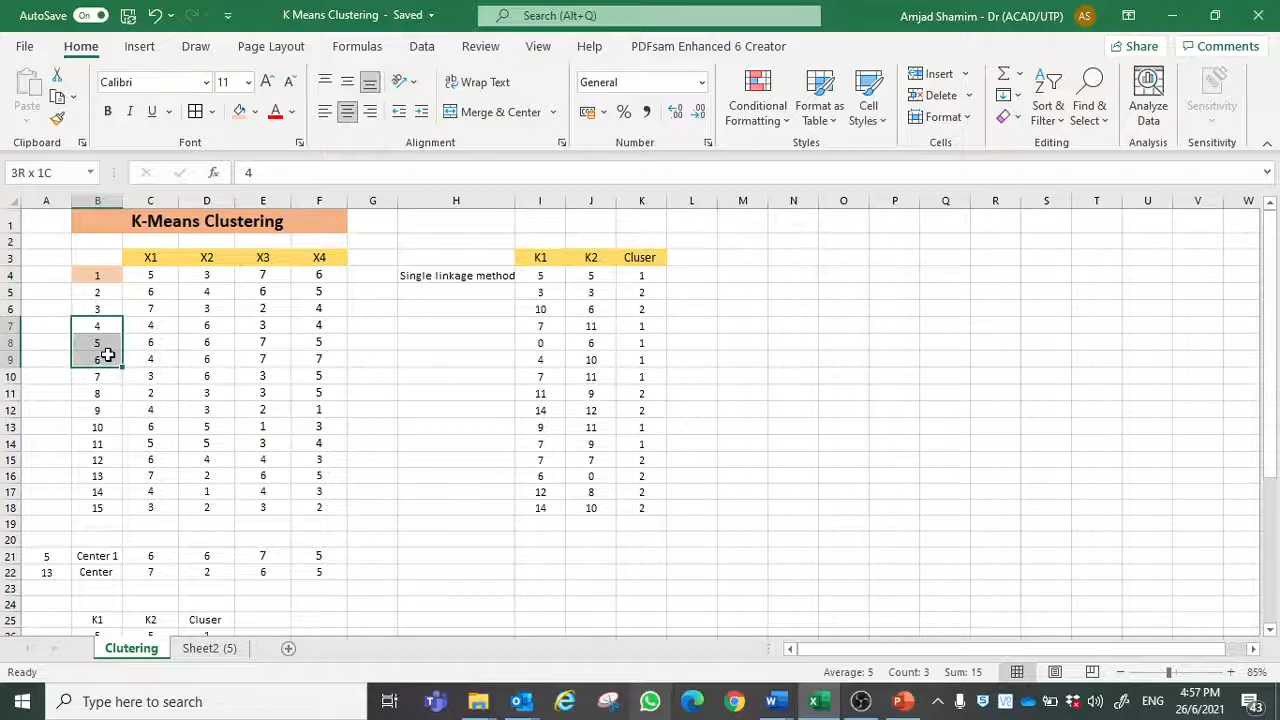 AutoSave On K Means Clustering - Saved Search (Alt+Q) Amjad Shamim - Dr (ACAD/UTP) AS
File Home Insert Draw Page Layout Formulas Data Review View Help PDFsam Enhanced 6 Creator Share Comments
Calibri 11 Wrap Text General Insert
Paste B I U Merge & Center Conditional Formatting Format as Table Cell Styles Delete Format Sort & Filter Find & Select Analyze Data Sensitivity
Clipboard Font Alignment Number Styles Cells Editing Analysis Sensitivity
3R x 1C fx 4
A B C D E F G H I J K L M N O P Q R S T U V W
1 K-Means Clustering
2
3 X1 X2 X3 X4 K1 K2 Cluser
4 1 5 3 7 6 Single linkage method 5 5 1
5 2 6 4 6 5 3 3 2
6 3 7 3 2 4 10 6 2
7 4 4 6 3 4 7 11 1
8 5 6 6 7 5 0 6 1
9 6 4 6 7 7 4 10 1
10 7 3 6 3 5 7 11 1
11 8 2 3 3 5 11 9 2
12 9 4 3 2 1 14 12 2
13 10 6 5 1 3 9 11 1
14 11 5 5 3 4 7 9 1
15 12 6 4 4 3 7 7 2
16 13 7 2 6 5 6 0 2
17 14 4 1 4 3 12 8 2
18 15 3 2 3 2 14 10 2
19
20
21 5 Center 1 6 6 7 5
22 13 Center 7 2 6 5
23
24
25 K1 K2 Cluser
Clutering Sheet2 (5)
Ready Average: 5 Count: 3 Sum: 15 85%
Type here to search ENG 4:57 PM
26/6/2021 43